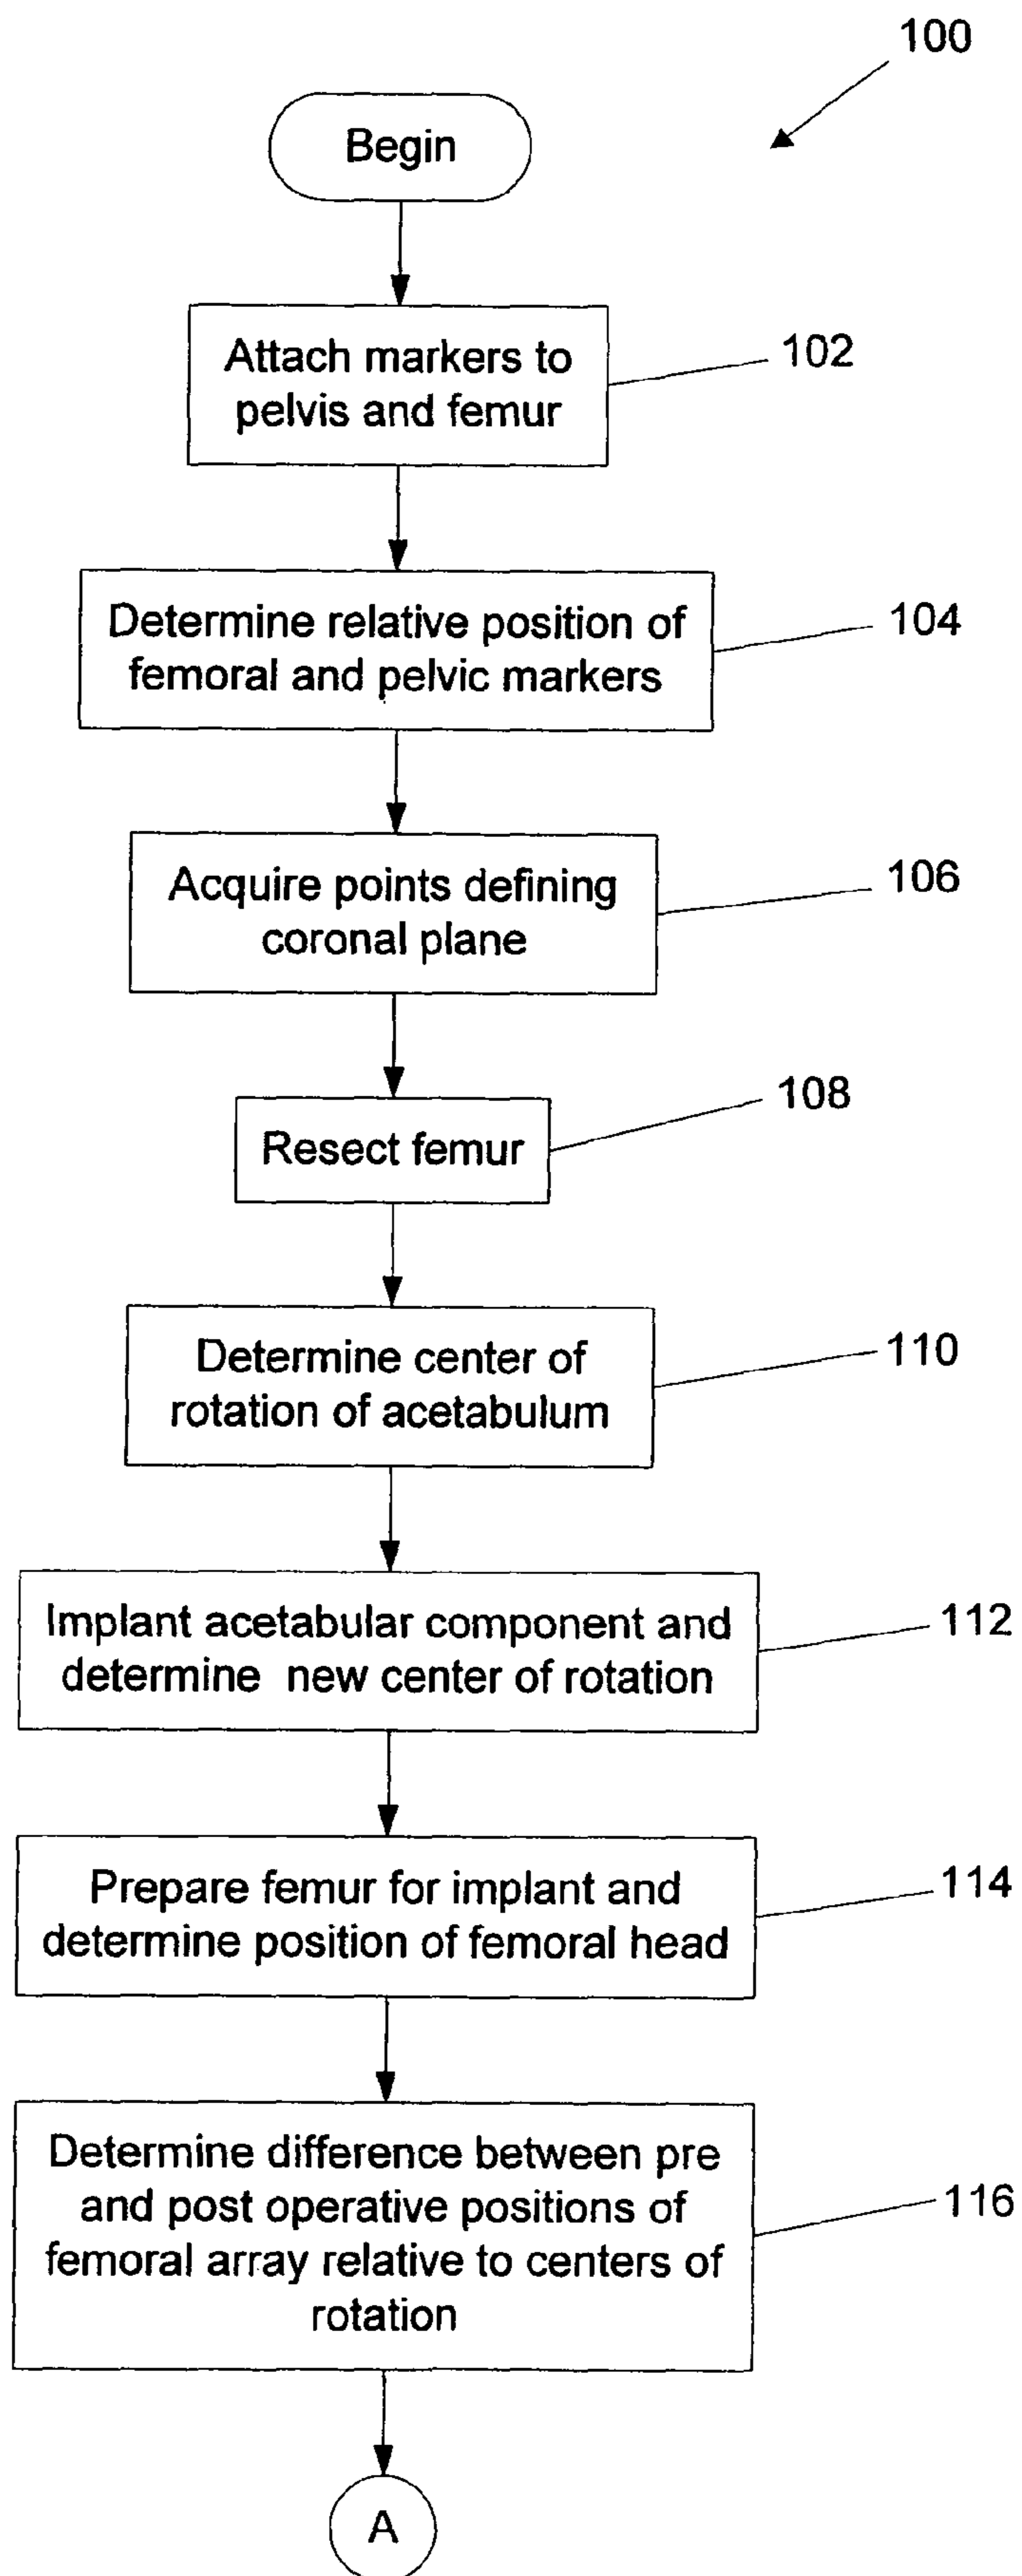 100
Begin
Attach markers to
pelvis and femur
102
Determine relative position of
femoral and pelvic markers
104
Acquire points defining
coronal plane
106
Resect femur
108
Determine center of
rotation of acetabulum
110
Implant acetabular component and
determine new center of rotation
112
Prepare femur for implant and
determine position of femoral head
114
Determine difference between pre
and post operative positions of
femoral array relative to centers of
rotation
116
A